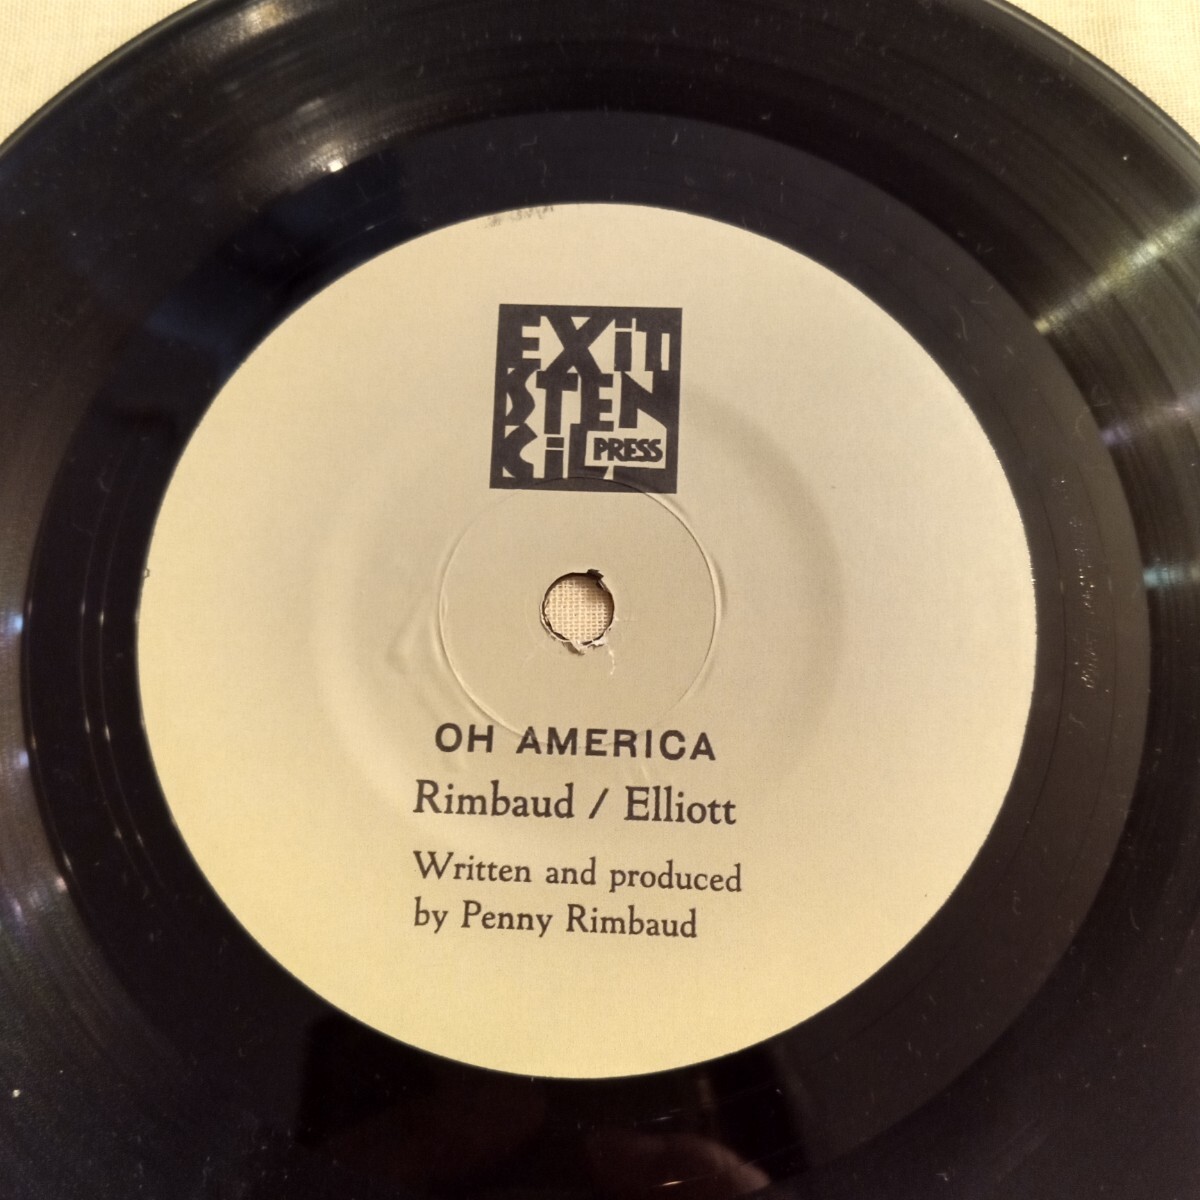 EXiT
STEN
CiL PRESS
OH AMERICA
Rimbaud / Elliott
Written and produced
by Penny Rimbaud